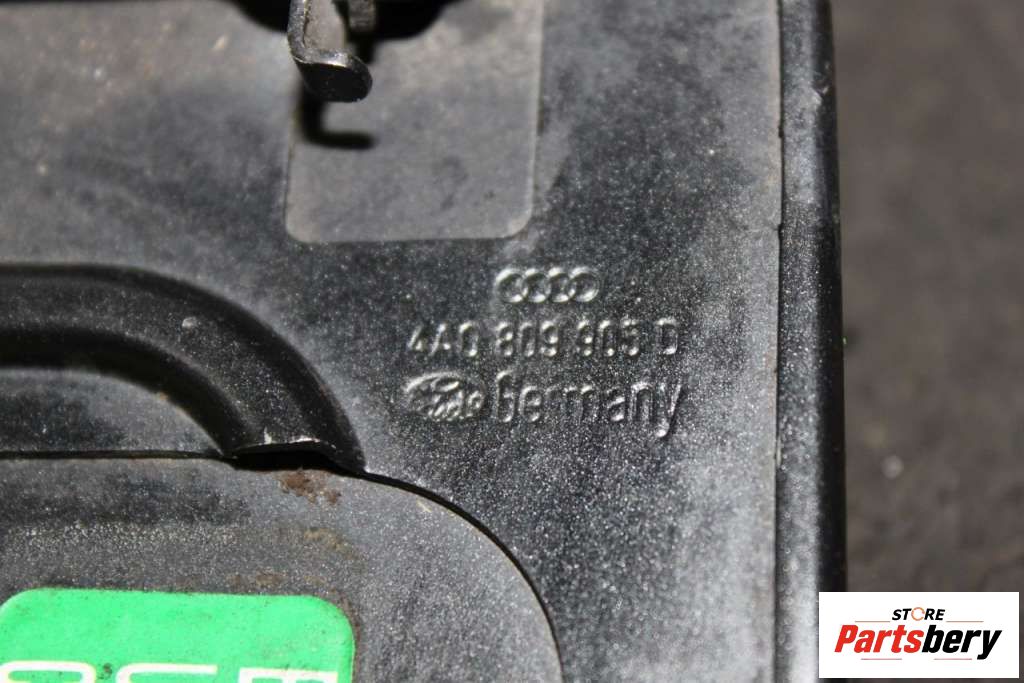 4A0 809 905 D
Germany
STORE
Partsbery